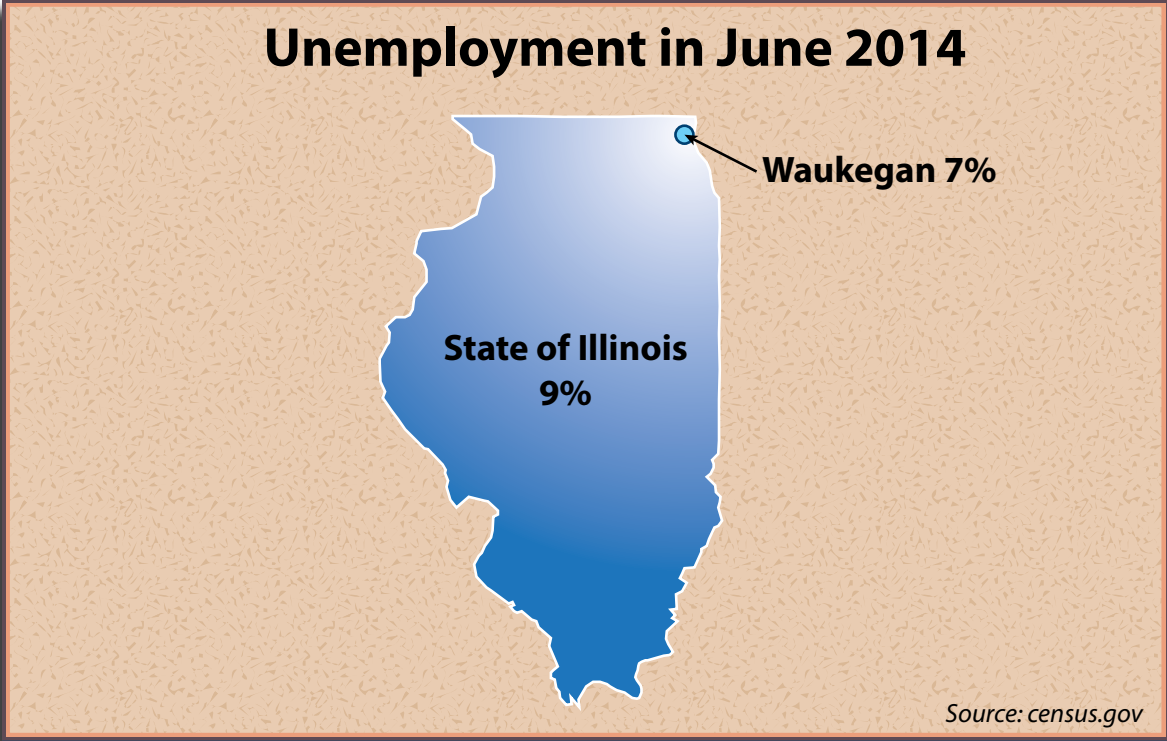 Unemployment in June 2014
Waukegan 7%
State of Illinois
9%
Source: census.gov